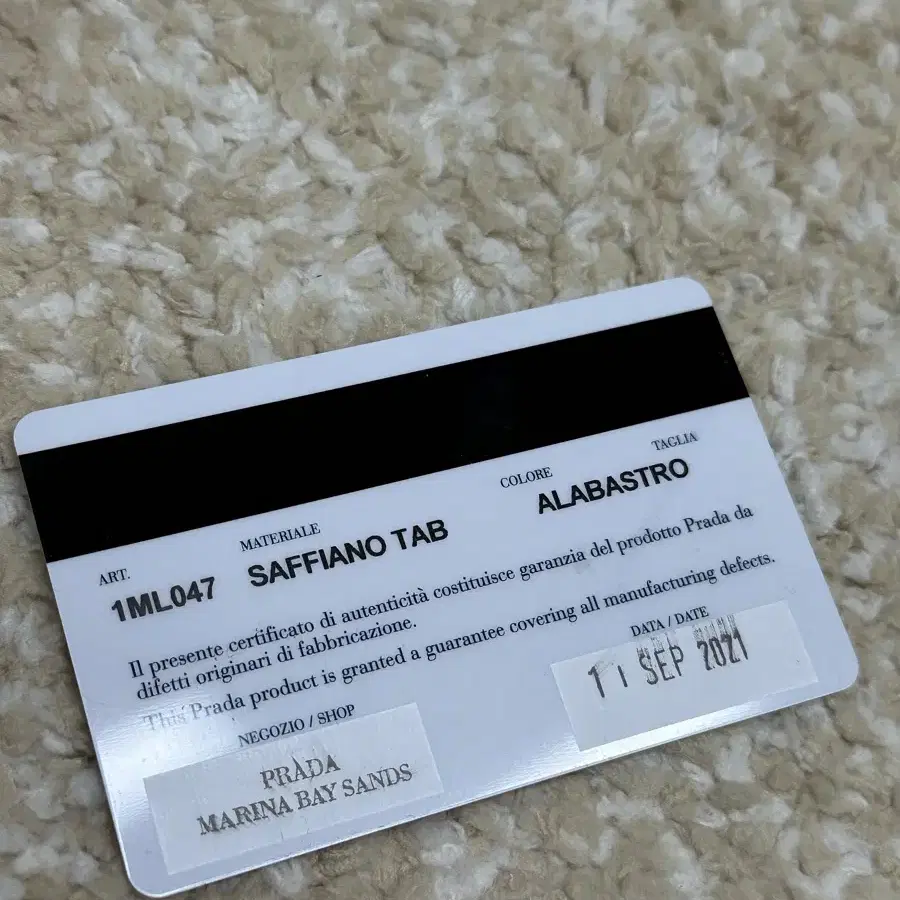 ART. MATERIALE COLORE TAGLIA
1ML047 SAFFIANO TAB ALABASTRO
Il presente certificato di autenticità costituisce garanzia del prodotto Prada da
difetti originari di fabbricazione.
This Prada product is granted a guarantee covering all manufacturing defects.
NEGOZIO / SHOP DATA / DATE
PRADA
MARINA BAY SANDS
11 SEP 2021